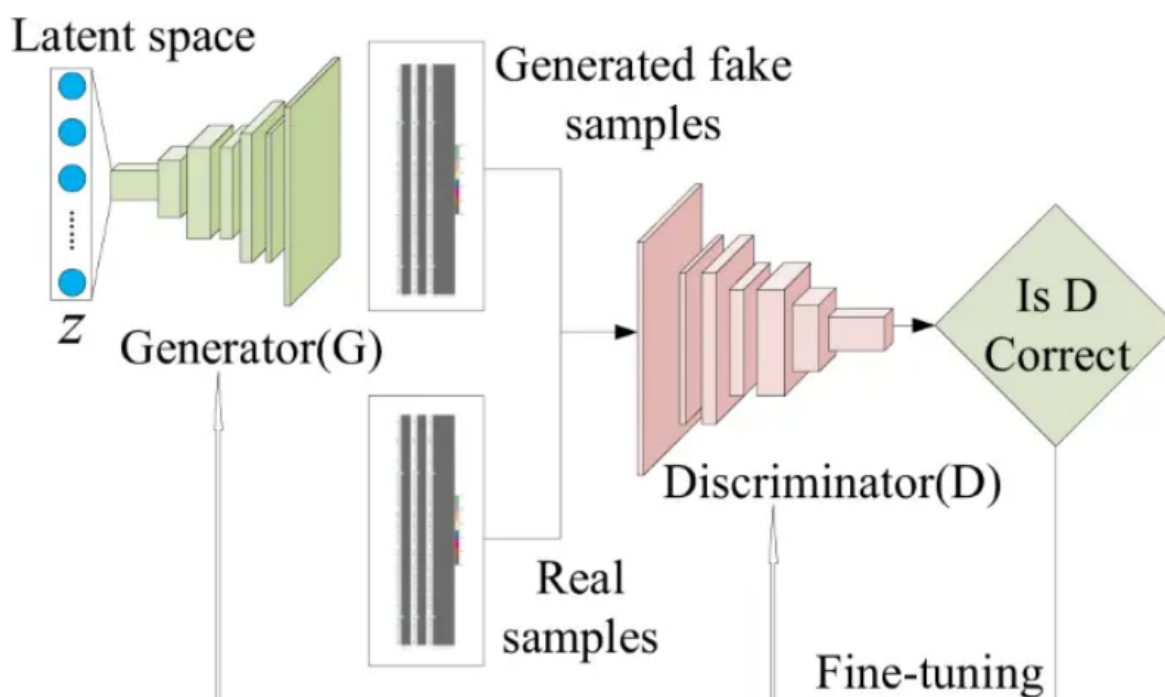 Latent space
z
Generator(G)
Generated fake
samples
Real
samples
Discriminator(D)
Is D
Correct
Fine-tuning